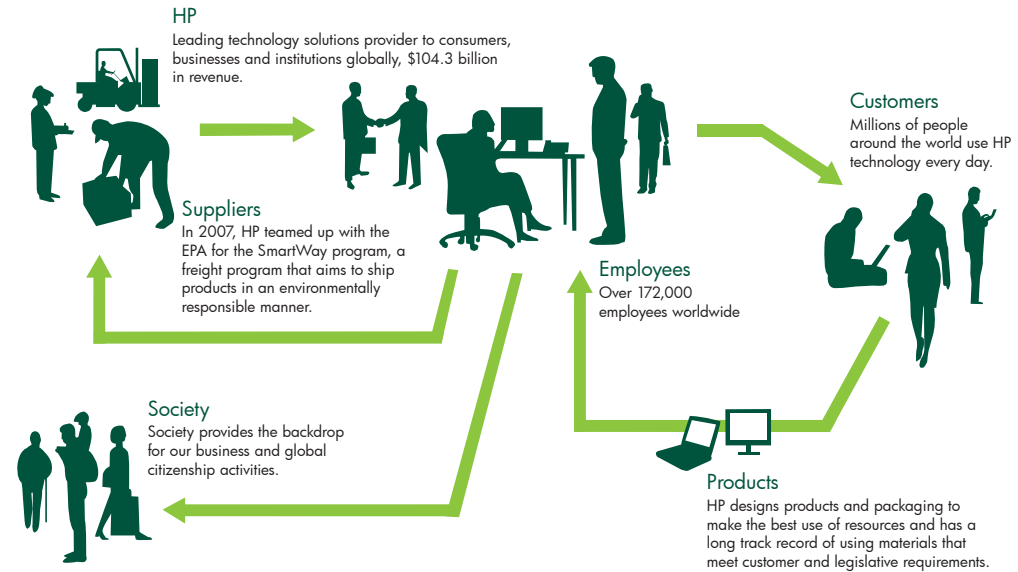 HP
Leading technology solutions provider to consumers,
businesses and institutions globally, $104.3 billion
in revenue.
Customers
Millions of people
around the world use HP
technology every day.
Suppliers
In 2007, HP teamed up with the
EPA for the SmartWay program, a
freight program that aims to ship
products in an environmentally
responsible manner.
Employees
Over 172,000
employees worldwide
Society
Society provides the backdrop
for our business and global
citizenship activities.
Products
HP designs products and packaging to
make the best use of resources and has a
long track record of using materials that
meet customer and legislative requirements.